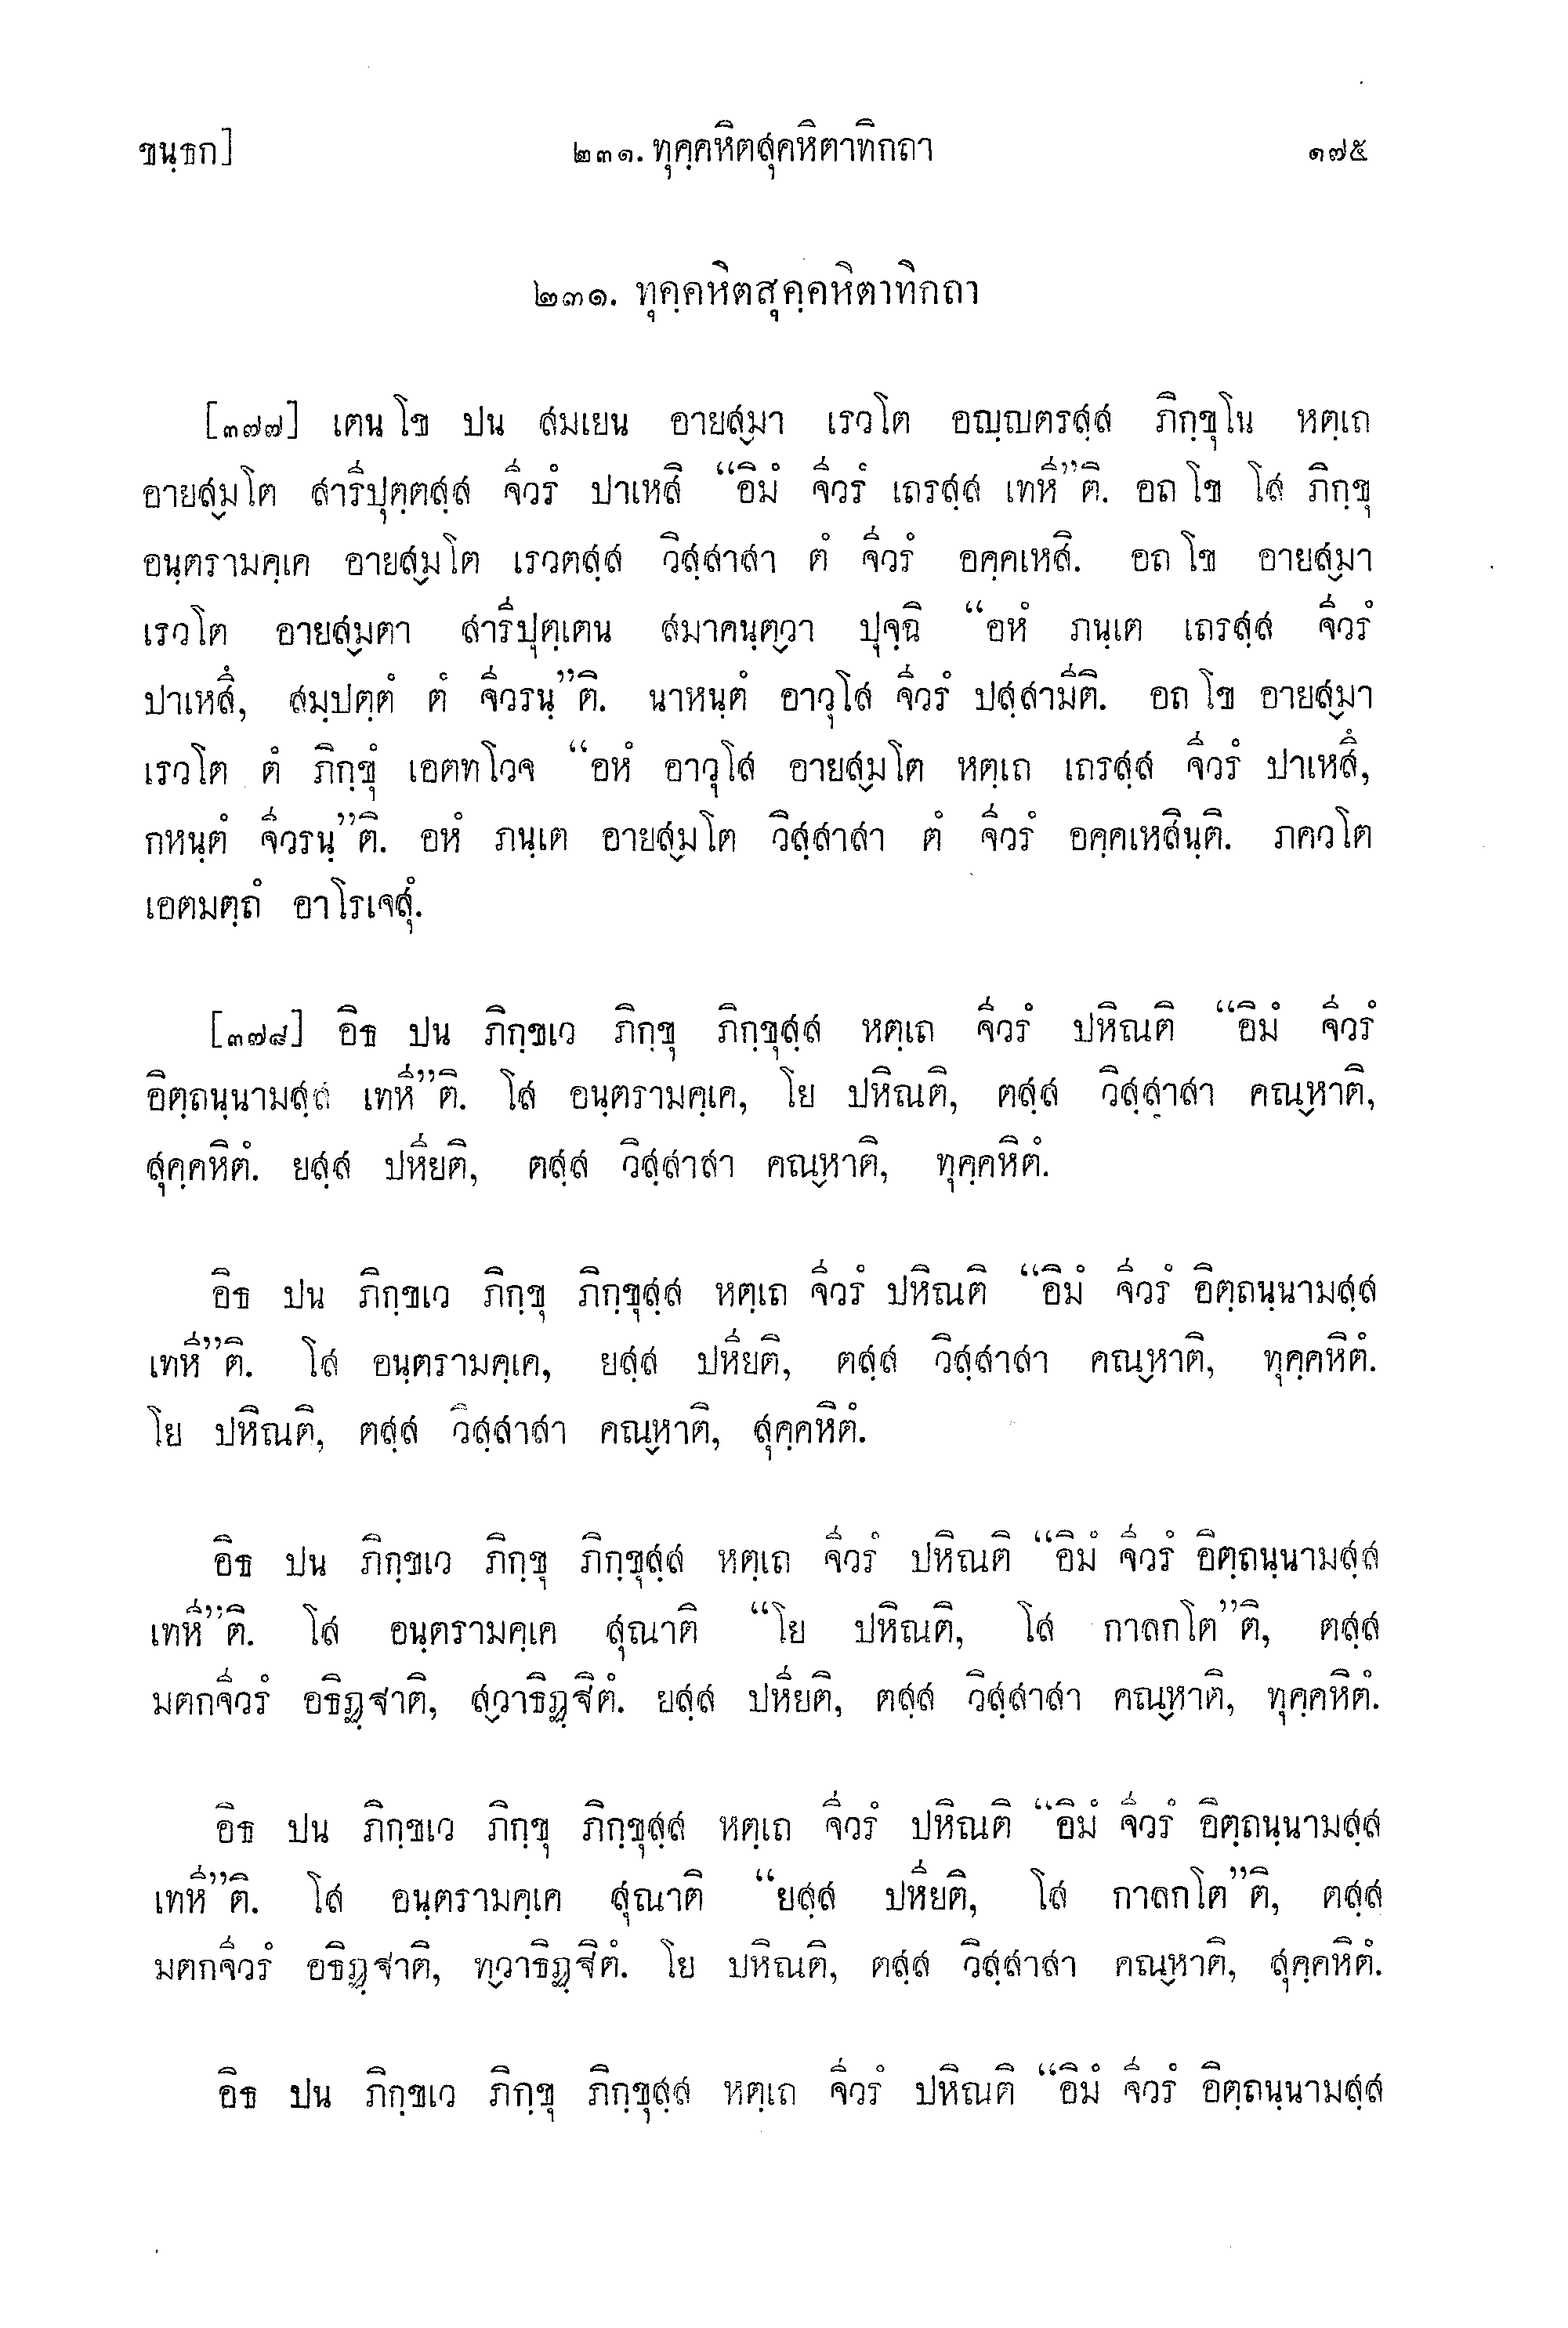 ขนฺธก]
๒๓๑. ทุคฺคหิตสุคหิตาทิกถา
๑๗๕
๒๓๑. ทุคฺคหิตสุคฺคหิตาทิกถา
[๓๗๗] เตน โข ปน สมเยน อายสฺมา เรวโต อญฺญตรสฺส ภิกฺขุโน หตฺเถ
อายสฺมโต สารีปุตฺตสฺส จีวรํ ปาเหสิ “อิมํ จีวรํ เถรสฺส เทหี”ติ. อถ โข โส ภิกฺขุ
อนฺตรามคฺเค อายสฺมโต เรวตสฺส วิสฺสาสา ตํ จีวรํ อคฺคเหสิ. อถ โข อายสฺมา
เรวโต อายสฺมตา สารีปุตฺเตน สมาคนฺตฺวา ปุจฺฉิ “อหํ ภนฺเต เถรสฺส จีวรํ
ปาเหสึ, สมฺปตฺตํ ตํ จีวรนฺ”ติ. นาหนฺตํ อาวุโส จีวรํ ปสฺสามีติ. อถ โข อายสฺมา
เรวโต ตํ ภิกฺขุํ เอตทโวจ “อหํ อาวุโส อายสฺมโต หตฺเถ เถรสฺส จีวรํ ปาเหสึ,
กหนฺตํ จีวรนฺ”ติ. อหํ ภนฺเต อายสฺมโต วิสฺสาสา ตํ จีวรํ อคฺคเหสินฺติ. ภควโต
เอตมตฺถํ อาโรเจสุํ.
[๓๗๘] อิธ ปน ภิกฺขเว ภิกฺขุ ภิกฺขุสฺส หตฺเถ จีวรํ ปหิณติ “อิมํ จีวรํ
อิตฺถนฺนามสฺส เทหี”ติ. โส อนฺตรามคฺเค, โย ปหิณติ, ตสฺส วิสฺสาสา คณฺหาติ,
สุคฺคหิตํ. ยสฺส ปหียติ, ตสฺส วิสฺสาสา คณฺหาติ, ทุคฺคหิตํ.
อิธ ปน ภิกฺขเว ภิกฺขุ ภิกฺขุสฺส หตฺเถ จีวรํ ปหิณติ “อิมํ จีวรํ อิตฺถนฺนามสฺส
เทหี”ติ. โส อนฺตรามคฺเค, ยสฺส ปหียติ, ตสฺส วิสฺสาสา คณฺหาติ, ทุคฺคหิตํ.
โย ปหิณติ, ตสฺส วิสฺสาสา คณฺหาติ, สุคฺคหิตํ.
อิธ ปน ภิกฺขเว ภิกฺขุ ภิกฺขุสฺส หตฺเถ จีวรํ ปหิณติ “อิมํ จีวรํ อิตฺถนฺนามสฺส
เทหี”ติ. โส อนฺตรามคฺเค สุณาติ “โย ปหิณติ, โส กาลกโต”ติ, ตสฺส
มตกจีวรํ อธิฏฺฐาติ, สฺวาธิฏฺฐิตํ. ยสฺส ปหียติ, ตสฺส วิสฺสาสา คณฺหาติ, ทุคฺคหิตํ.
อิธ ปน ภิกฺขเว ภิกฺขุ ภิกฺขุสฺส หตฺเถ จีวรํ ปหิณติ “อิมํ จีวรํ อิตฺถนฺนามสฺส
เทหี”ติ. โส อนฺตรามคฺเค สุณาติ “ยสฺส ปหียติ, โส กาลกโต”ติ, ตสฺส
มตกจีวรํ อธิฏฺฐาติ, ทฺวาธิฏฺฐิตํ. โย ปหิณติ, ตสฺส วิสฺสาสา คณฺหาติ, สุคฺคหิตํ.
อิธ ปน ภิกฺขเว ภิกฺขุ ภิกฺขุสฺส หตฺเถ จีวรํ ปหิณติ “อิมํ จีวรํ อิตฺถนฺนามสฺส